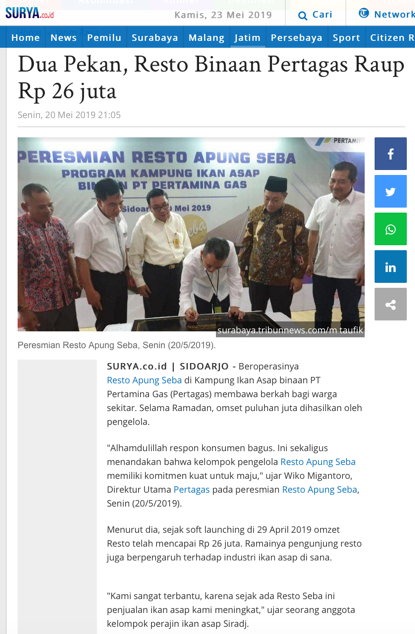 SURYA.co.id
Kamis, 23 Mei 2019
Cari
Network
Home News Pemilu Surabaya Malang Jatim Persebaya Sport Citizen R
Dua Pekan, Resto Binaan Pertagas Raup
Rp 26 juta
Senin, 20 Mei 2019 21:05
PERTAMI
PERESMIAN RESTO APUNG SEBA
PROGRAM KAMPUNG IKAN ASAP
BIN PT PERTAMINA GAS
Sidoar Mei 2019
surabaya.tribunnews.com/m taufik
Peresmian Resto Apung Seba, Senin (20/5/2019).
SURYA.co.id | SIDOARJO - Beroperasinya
Resto Apung Seba di Kampung Ikan Asap binaan PT
Pertamina Gas (Pertagas) membawa berkah bagi warga
sekitar. Selama Ramadan, omset puluhan juta dihasilkan oleh
pengelola.
"Alhamdulillah respon konsumen bagus. Ini sekaligus
menandakan bahwa kelompok pengelola Resto Apung Seba
memiliki komitmen kuat untuk maju," ujar Wiko Migantoro,
Direktur Utama Pertagas pada peresmian Resto Apung Seba,
Senin (20/5/2019).
Menurut dia, sejak soft launching di 29 April 2019 omzet
Resto telah mencapai Rp 26 juta. Ramainya pengunjung resto
juga berpengaruh terhadap industri ikan asap di sana.
"Kami sangat terbantu, karena sejak ada Resto Seba ini
penjualan ikan asap kami meningkat," ujar seorang anggota
kelompok perajin ikan asap Siradj.